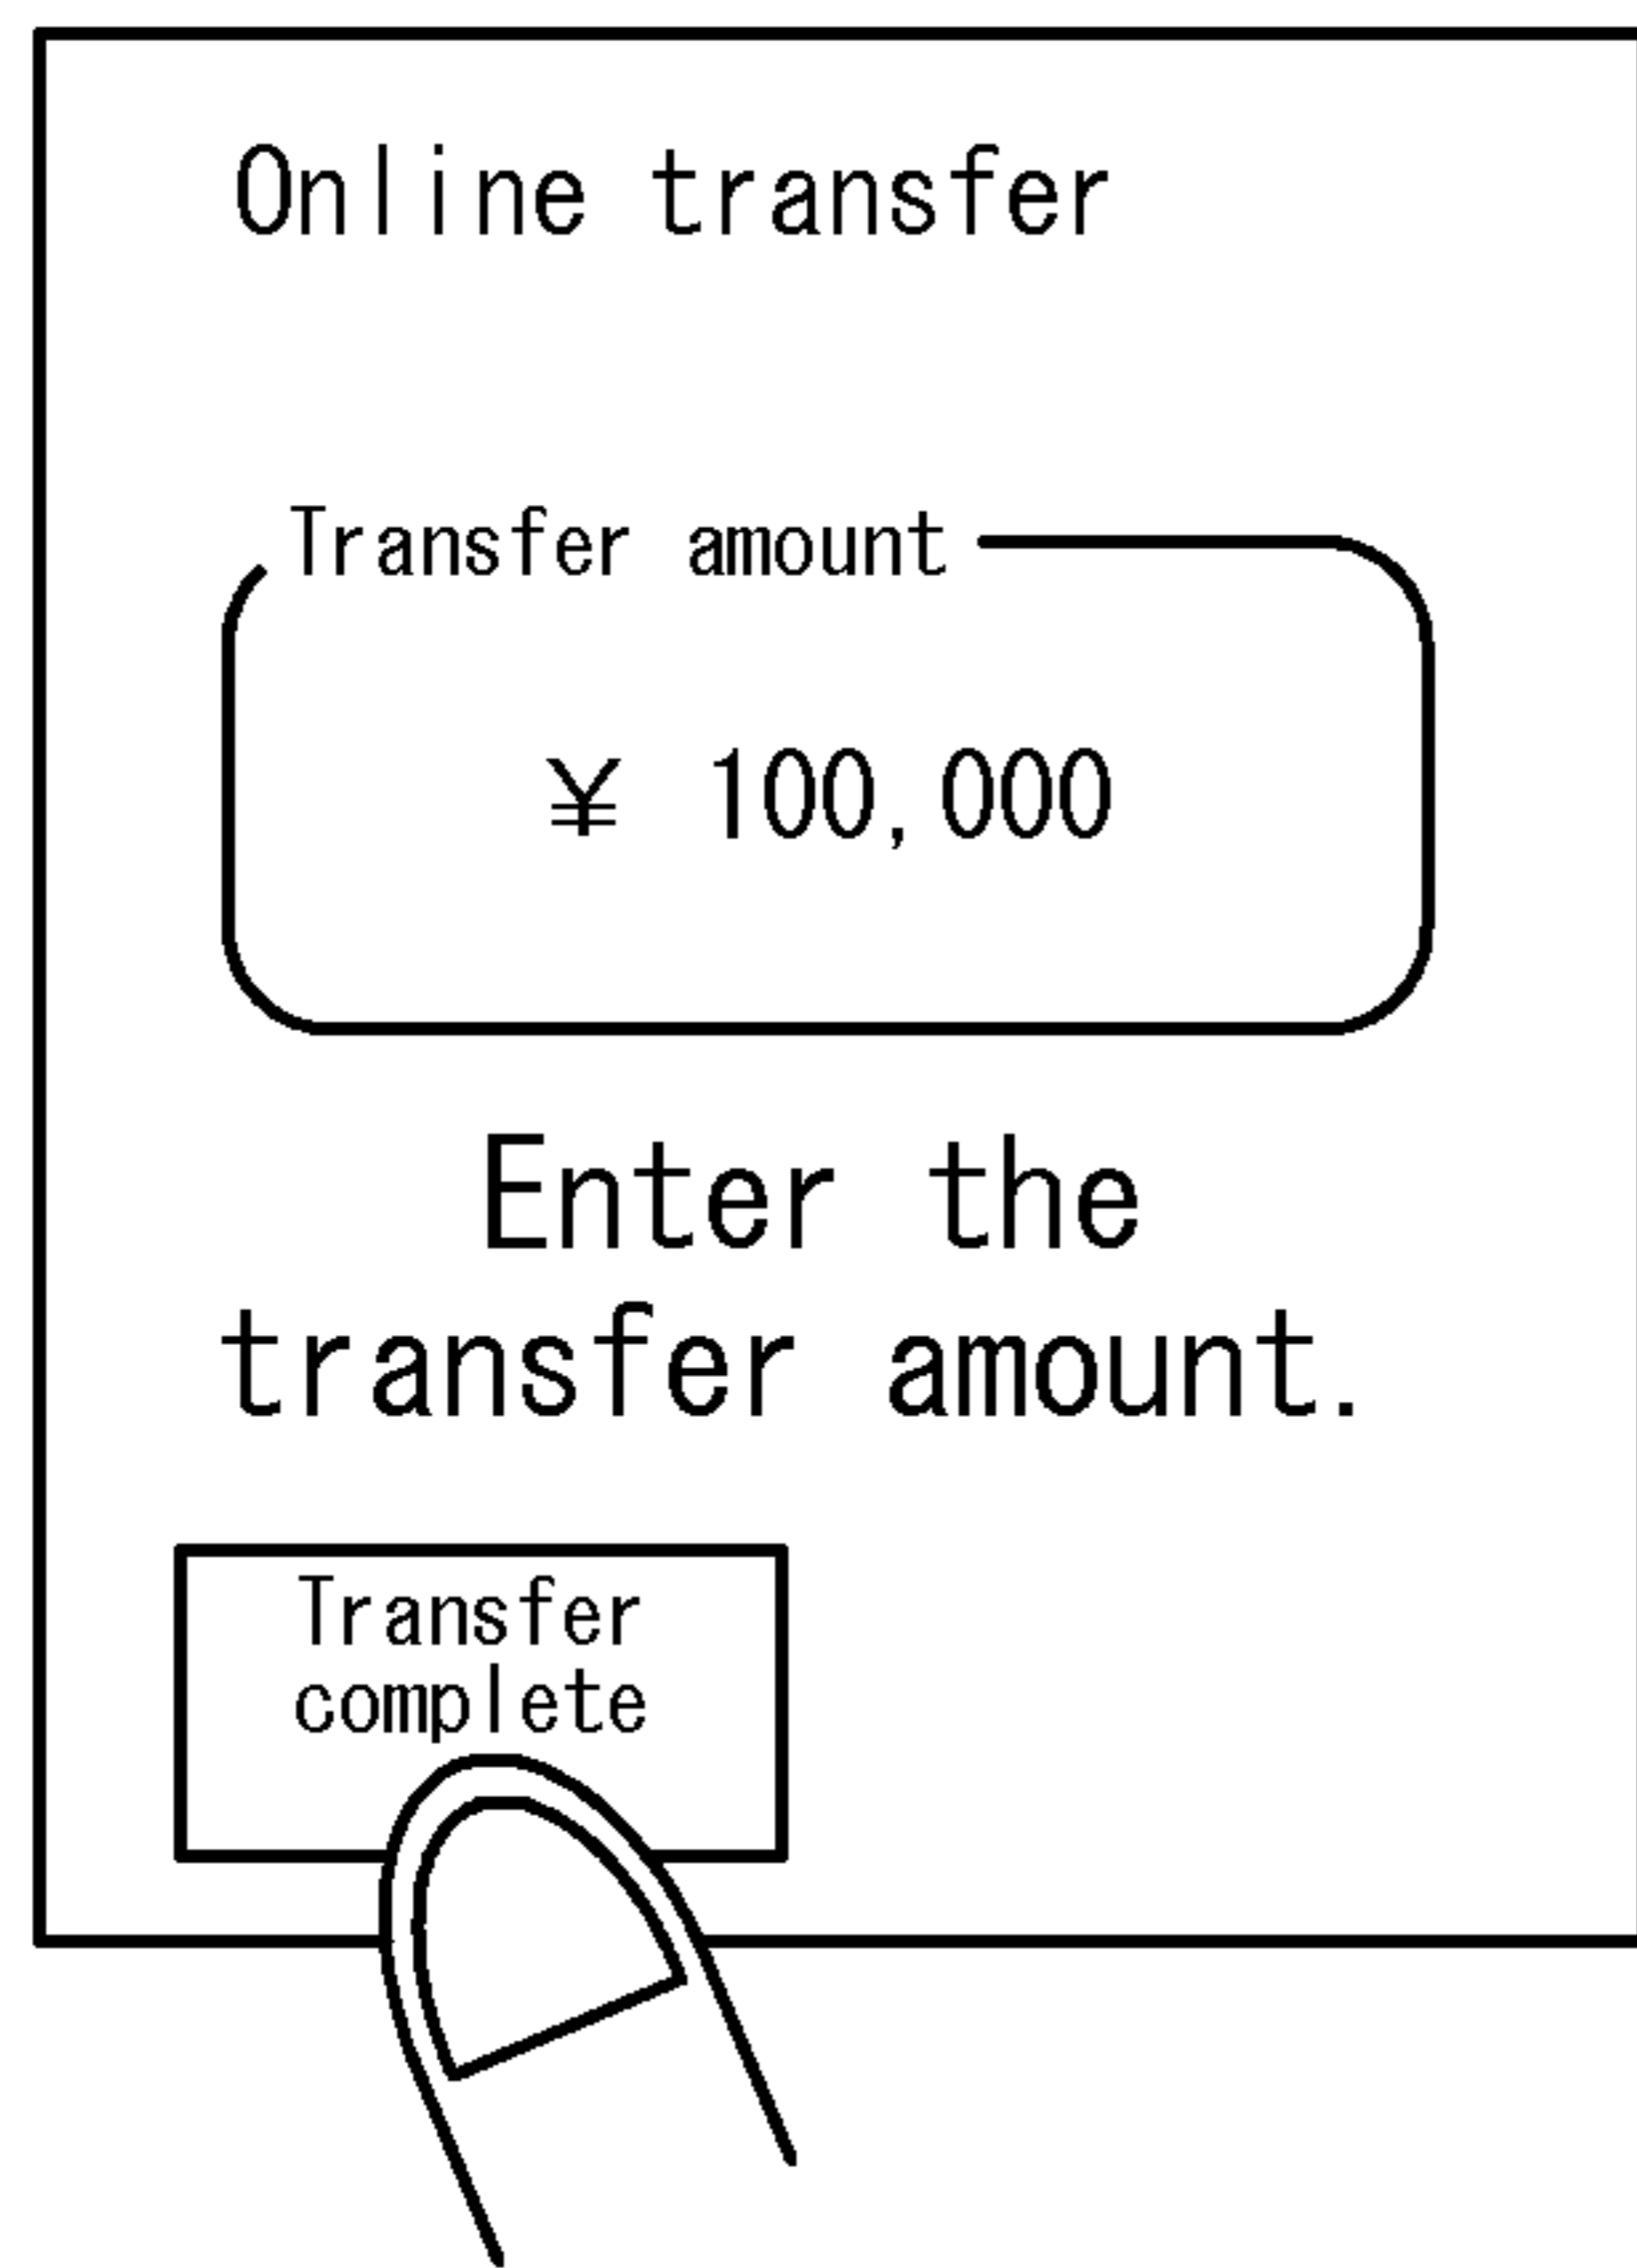 Online transfer
Transfer amount
¥ 100,000
Enter the
transfer amount.
Transfer
complete